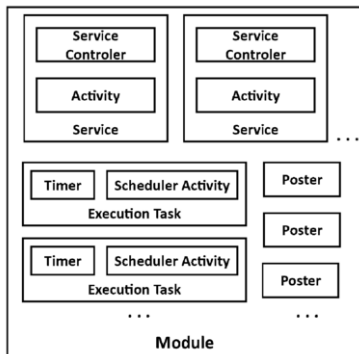 Service
Controler
Activity
Service
Service
Controler
Activity
Service
...
Timer
Scheduler Activity
Execution Task
Poster
Poster
Timer
Scheduler Activity
Execution Task
Poster
...
...
Module